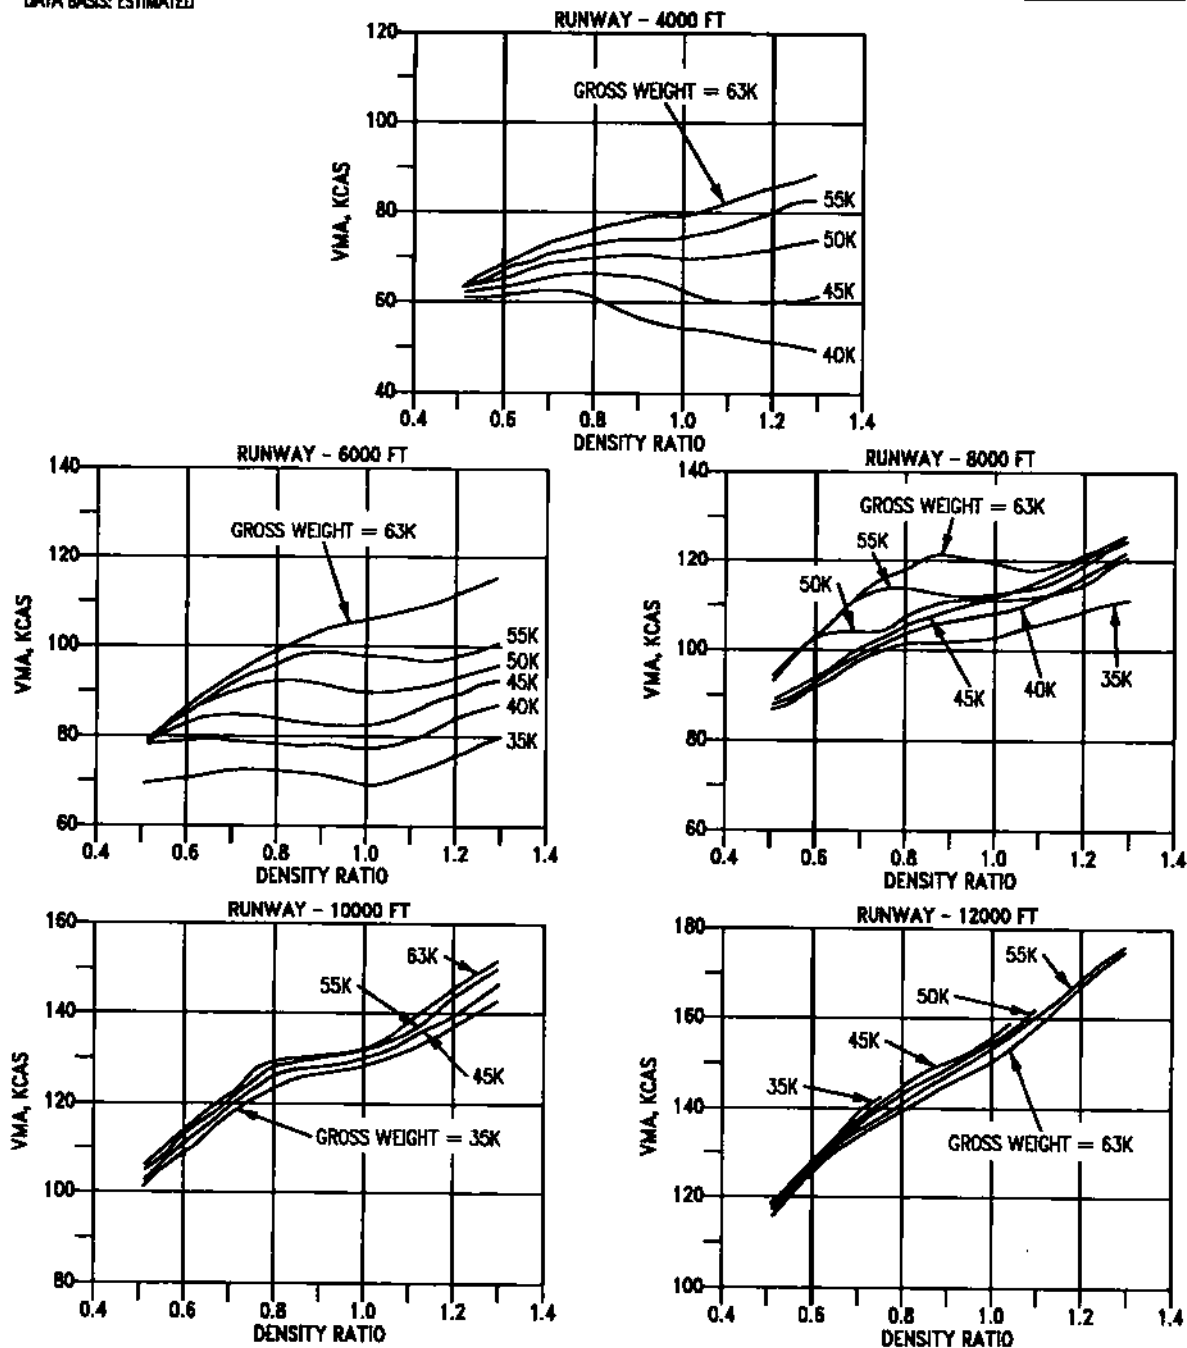 DATA BASIS: ESTIMATED
RUNWAY - 4000 FT
120
100
80
60
40
VMA, KCAS
GROSS WEIGHT = 63K
55K
50K
45K
40K
0.4 0.6 0.8 1.0 1.2 1.4
DENSITY RATIO
RUNWAY - 6000 FT
140
120
100
80
60
VMA, KCAS
GROSS WEIGHT = 63K
55K
50K
45K
40K
35K
0.4 0.6 0.8 1.0 1.2 1.4
DENSITY RATIO
RUNWAY - 8000 FT
140
120
100
80
60
VMA, KCAS
GROSS WEIGHT = 63K
55K
50K
45K
40K
35K
0.4 0.6 0.8 1.0 1.2 1.4
DENSITY RATIO
RUNWAY - 10000 FT
160
140
120
100
80
VMA, KCAS
63K
55K
45K
GROSS WEIGHT = 35K
0.4 0.6 0.8 1.0 1.2 1.4
DENSITY RATIO
RUNWAY - 12000 FT
180
160
140
120
100
VMA, KCAS
55K
50K
45K
35K
GROSS WEIGHT = 63K
0.4 0.6 0.8 1.0 1.2 1.4
DENSITY RATIO